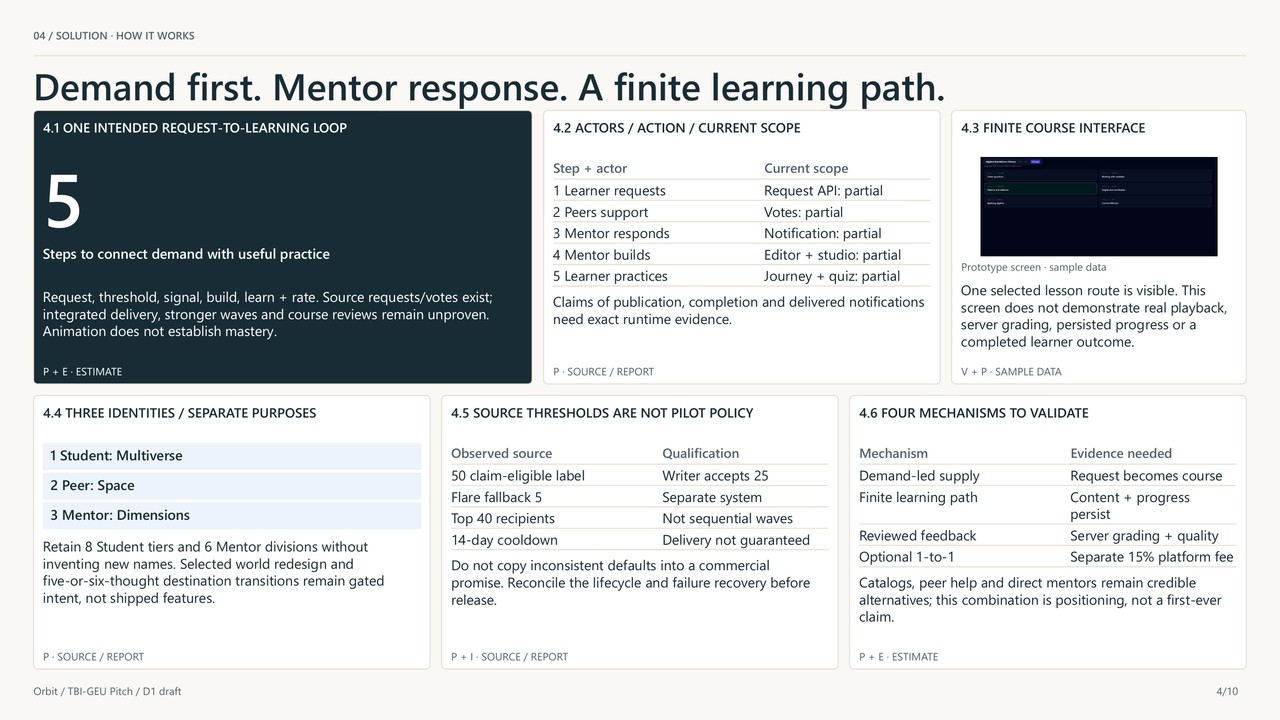 04 / SOLUTION · HOW IT WORKS
Demand first. Mentor response. A finite learning path.
4.1 ONE INTENDED REQUEST-TO-LEARNING LOOP
5
Steps to connect demand with useful practice
Request, threshold, signal, build, learn + rate. Source requests/votes exist;
integrated delivery, stronger waves and course reviews remain unproven.
Animation does not establish mastery.
P + E · ESTIMATE
4.2 ACTORS / ACTION / CURRENT SCOPE
Step + actor Current scope
1 Learner requests Request API: partial
2 Peers support Votes: partial
3 Mentor responds Notification: partial
4 Mentor builds Editor + studio: partial
5 Learner practices Journey + quiz: partial
Claims of publication, completion and delivered notifications
need exact runtime evidence.
P · SOURCE / REPORT
4.3 FINITE COURSE INTERFACE
Prototype screen · sample data
One selected lesson route is visible. This
screen does not demonstrate real playback,
server grading, persisted progress or a
completed learner outcome.
V + P · SAMPLE DATA
4.4 THREE IDENTITIES / SEPARATE PURPOSES
1 Student: Multiverse
2 Peer: Space
3 Mentor: Dimensions
Retain 8 Student tiers and 6 Mentor divisions without
inventing new names. Selected world redesign and
five-or-six-thought destination transitions remain gated
intent, not shipped features.
P · SOURCE / REPORT
4.5 SOURCE THRESHOLDS ARE NOT PILOT POLICY
Observed source Qualification
50 claim-eligible label Writer accepts 25
Flare fallback 5 Separate system
Top 40 recipients Not sequential waves
14-day cooldown Delivery not guaranteed
Do not copy inconsistent defaults into a commercial
promise. Reconcile the lifecycle and failure recovery before
release.
P + I · SOURCE / REPORT
4.6 FOUR MECHANISMS TO VALIDATE
Mechanism Evidence needed
Demand-led supply Request becomes course
Finite learning path Content + progress
persist
Reviewed feedback Server grading + quality
Optional 1-to-1 Separate 15% platform fee
Catalogs, peer help and direct mentors remain credible
alternatives; this combination is positioning, not a first-ever
claim.
P + E · ESTIMATE
Orbit / TBI-GEU Pitch / D1 draft
4/10